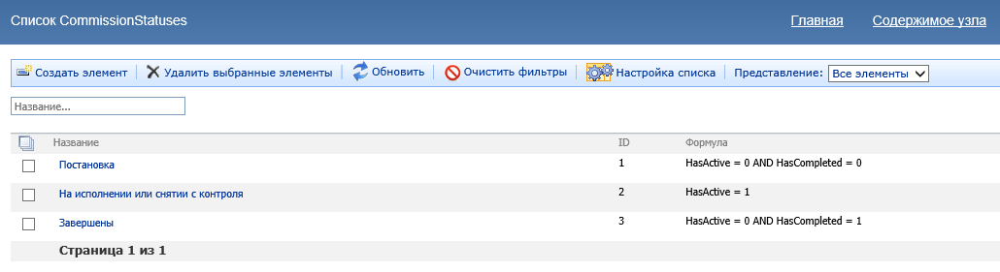 Список CommissionStatuses Главная Содержимое узла
Создать элемент Удалить выбранные элементы Обновить Очистить фильтры Настройка списка Представление: Все элементы
Название...
Название ID Формула
Постановка 1 HasActive = 0 AND HasCompleted = 0
На исполнении или снятии с контроля 2 HasActive = 1
Завершены 3 HasActive = 0 AND HasCompleted = 1
Страница 1 из 1